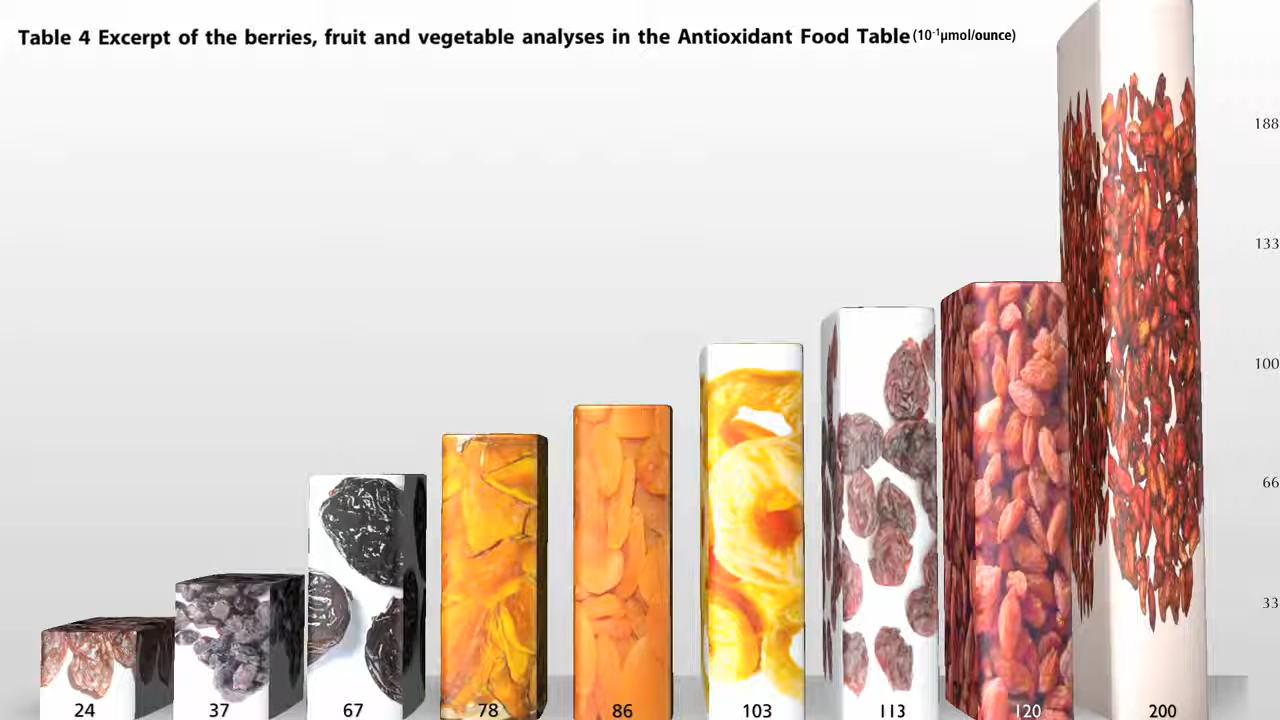 Table 4 Excerpt of the berries, fruit and vegetable analyses in the Antioxidant Food Table (10⁻¹µmol/ounce)
188
133
100
66
33
24 37 67 78 86 103 113 120 200